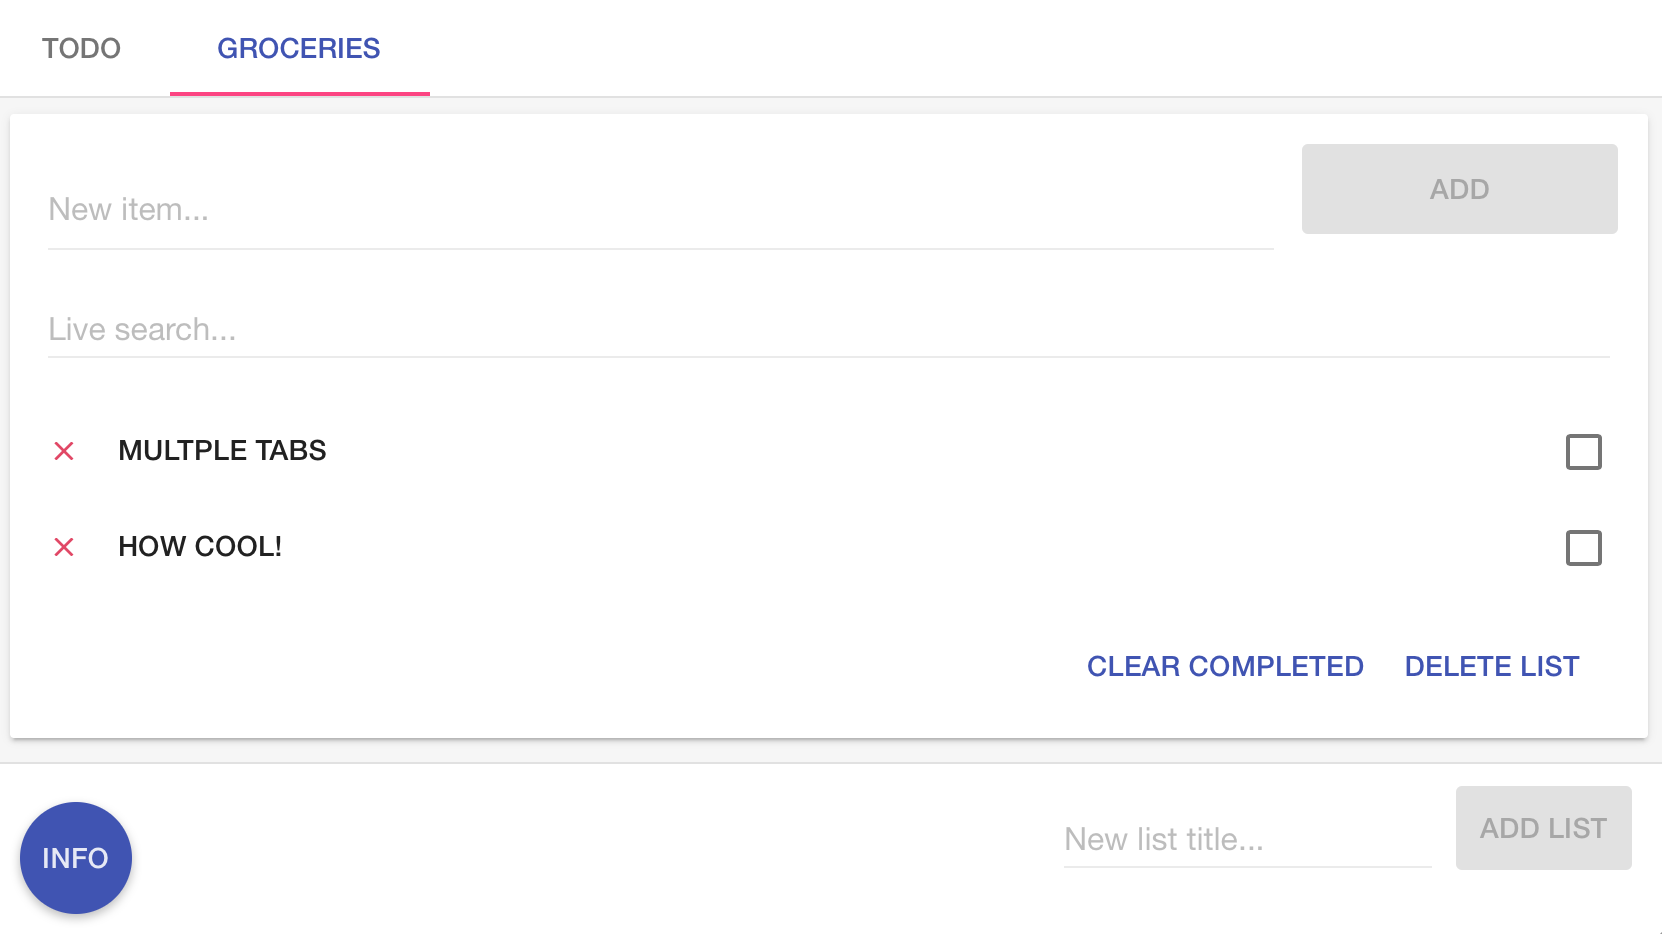 TODO GROCERIES
New item...
ADD
Live search...
MULTPLE TABS
HOW COOL!
CLEAR COMPLETED DELETE LIST
INFO
New list title...
ADD LIST